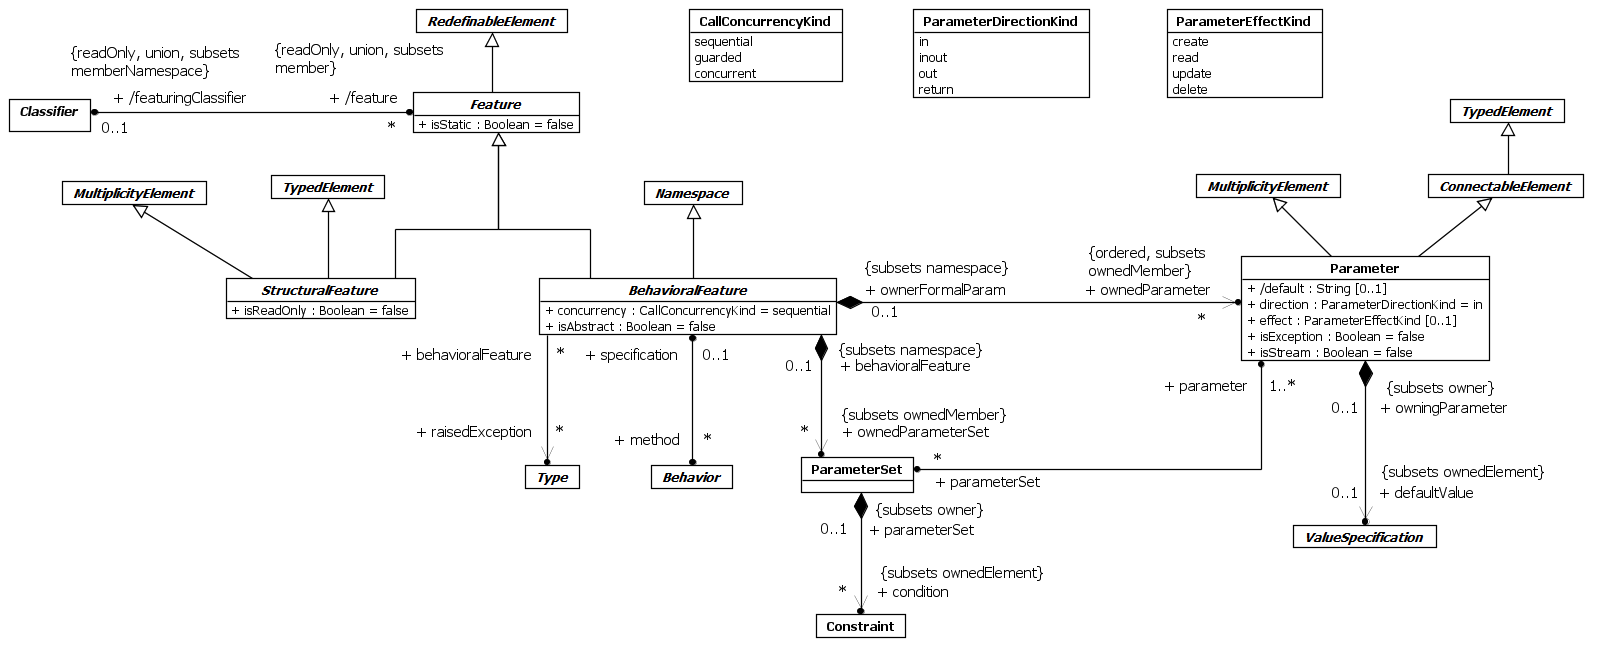 RedefinableElement
CallConcurrencyKind
sequential
guarded
concurrent
ParameterDirectionKind
in
inout
out
return
ParameterEffectKind
create
read
update
delete
{readOnly, union, subsets
memberNamespace}
+ /featuringClassifier
0..1
{readOnly, union, subsets
member}
+ /feature
*
Classifier
Feature
+ isStatic : Boolean = false
TypedElement
MultiplicityElement
TypedElement
Namespace
MultiplicityElement
ConnectableElement
StructuralFeature
+ isReadOnly : Boolean = false
BehavioralFeature
+ concurrency : CallConcurrencyKind = sequential
+ isAbstract : Boolean = false
{subsets namespace}
+ ownerFormalParam
0..1
{ordered, subsets
ownedMember}
+ ownedParameter
*
Parameter
+ /default : String [0..1]
+ direction : ParameterDirectionKind = in
+ effect : ParameterEffectKind [0..1]
+ isException : Boolean = false
+ isStream : Boolean = false
+ behavioralFeature
*
+ specification
0..1
0..1
{subsets namespace}
+ behavioralFeature
+ parameter
1..*
{subsets owner}
0..1
+ owningParameter
+ raisedException
*
+ method
*
{subsets ownedMember}
*
+ ownedParameterSet
Type
Behavior
ParameterSet
*
+ parameterSet
{subsets ownedElement}
0..1
+ defaultValue
ValueSpecification
{subsets owner}
0..1
+ parameterSet
{subsets ownedElement}
*
+ condition
Constraint